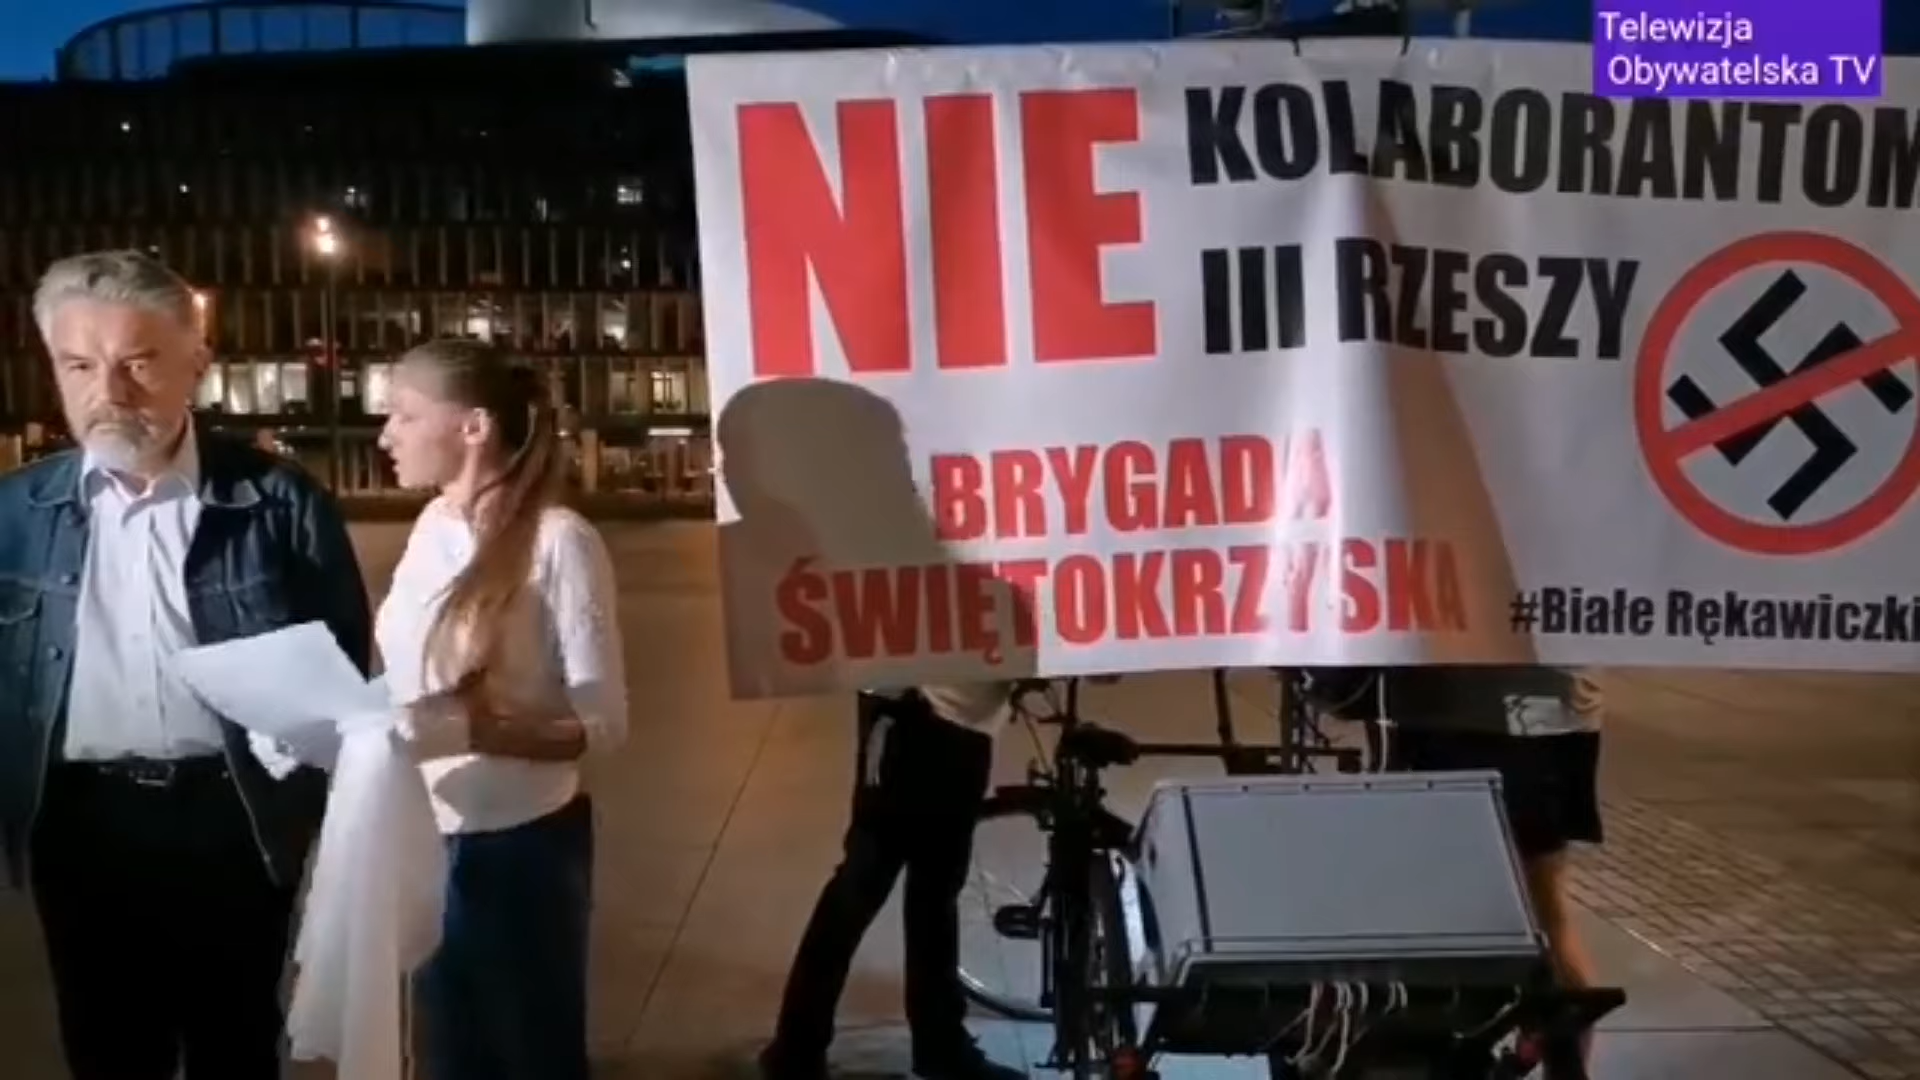 Telewizja
Obywatelska TV
NIE KOLABORANTOM
III RZESZY
BRYGADA
ŚWIĘTOKRZYSKA
#Białe Rękawiczki